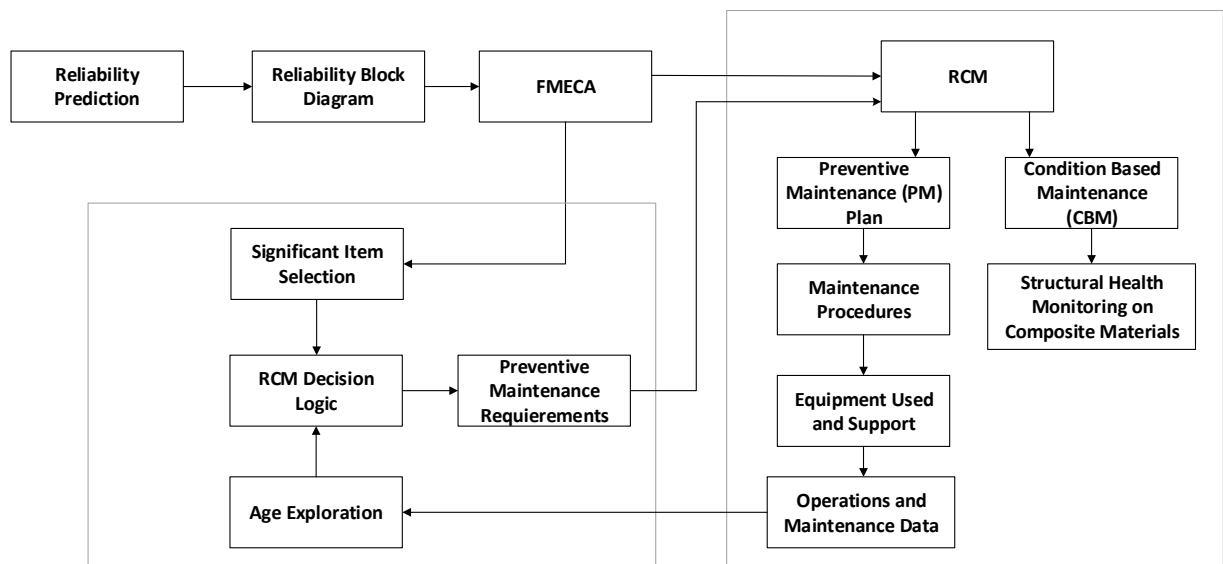 Reliability
Prediction
Reliability Block
Diagram
FMECA
RCM
Preventive
Maintenance (PM)
Plan
Condition Based
Maintenance
(CBM)
Significant Item
Selection
Maintenance
Procedures
Structural Health
Monitoring on
Composite Materials
RCM Decision
Logic
Preventive
Maintenance
Requierements
Equipment Used
and Support
Age Exploration
Operations and
Maintenance Data